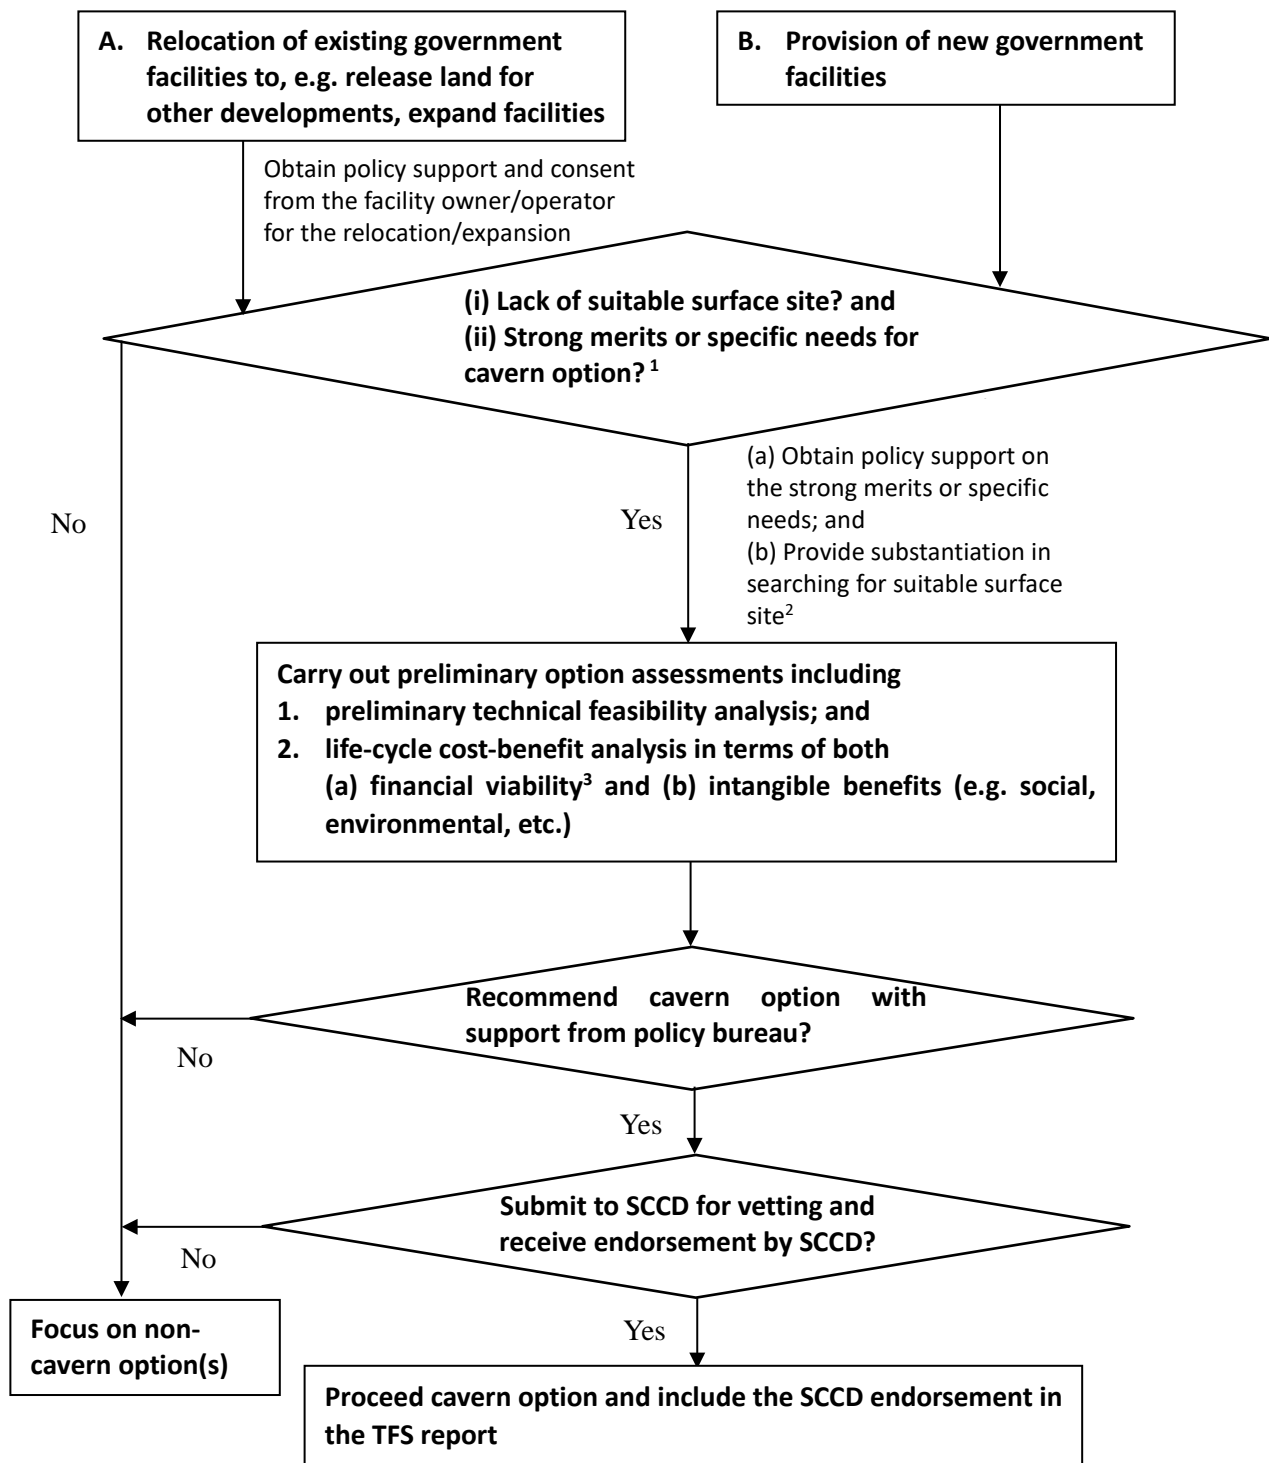 A. Relocation of existing government
facilities to, e.g. release land for
other developments, expand facilities
B. Provision of new government
facilities
Obtain policy support and consent
from the facility owner/operator
for the relocation/expansion
(i) Lack of suitable surface site? and
(ii) Strong merits or specific needs for
cavern option? 1
No
Yes
(a) Obtain policy support on
the strong merits or specific
needs; and
(b) Provide substantiation in
searching for suitable surface
site2
Carry out preliminary option assessments including
1. preliminary technical feasibility analysis; and
2. life-cycle cost-benefit analysis in terms of both
(a) financial viability3 and (b) intangible benefits (e.g. social,
environmental, etc.)
Recommend cavern option with
support from policy bureau?
No
Yes
Submit to SCCD for vetting and
receive endorsement by SCCD?
No
Yes
Focus on non-
cavern option(s)
Proceed cavern option and include the SCCD endorsement in
the TFS report